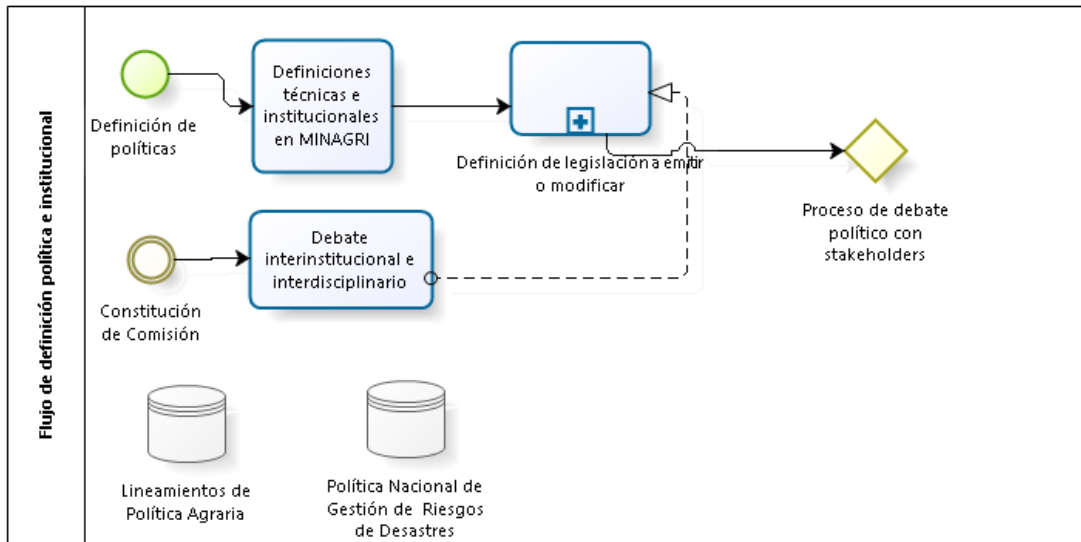 Flujo de definición política e institucional
Definición de
políticas
Definiciones
técnicas e
institucionales
en MINAGRI
Definición de legislación a emitir
o modificar
Proceso de debate
político con
stakeholders
Constitución
de Comisión
Debate
interinstitucional e
interdisciplinario
Lineamientos de
Política Agraria
Política Nacional de
Gestión de Riesgos
de Desastres